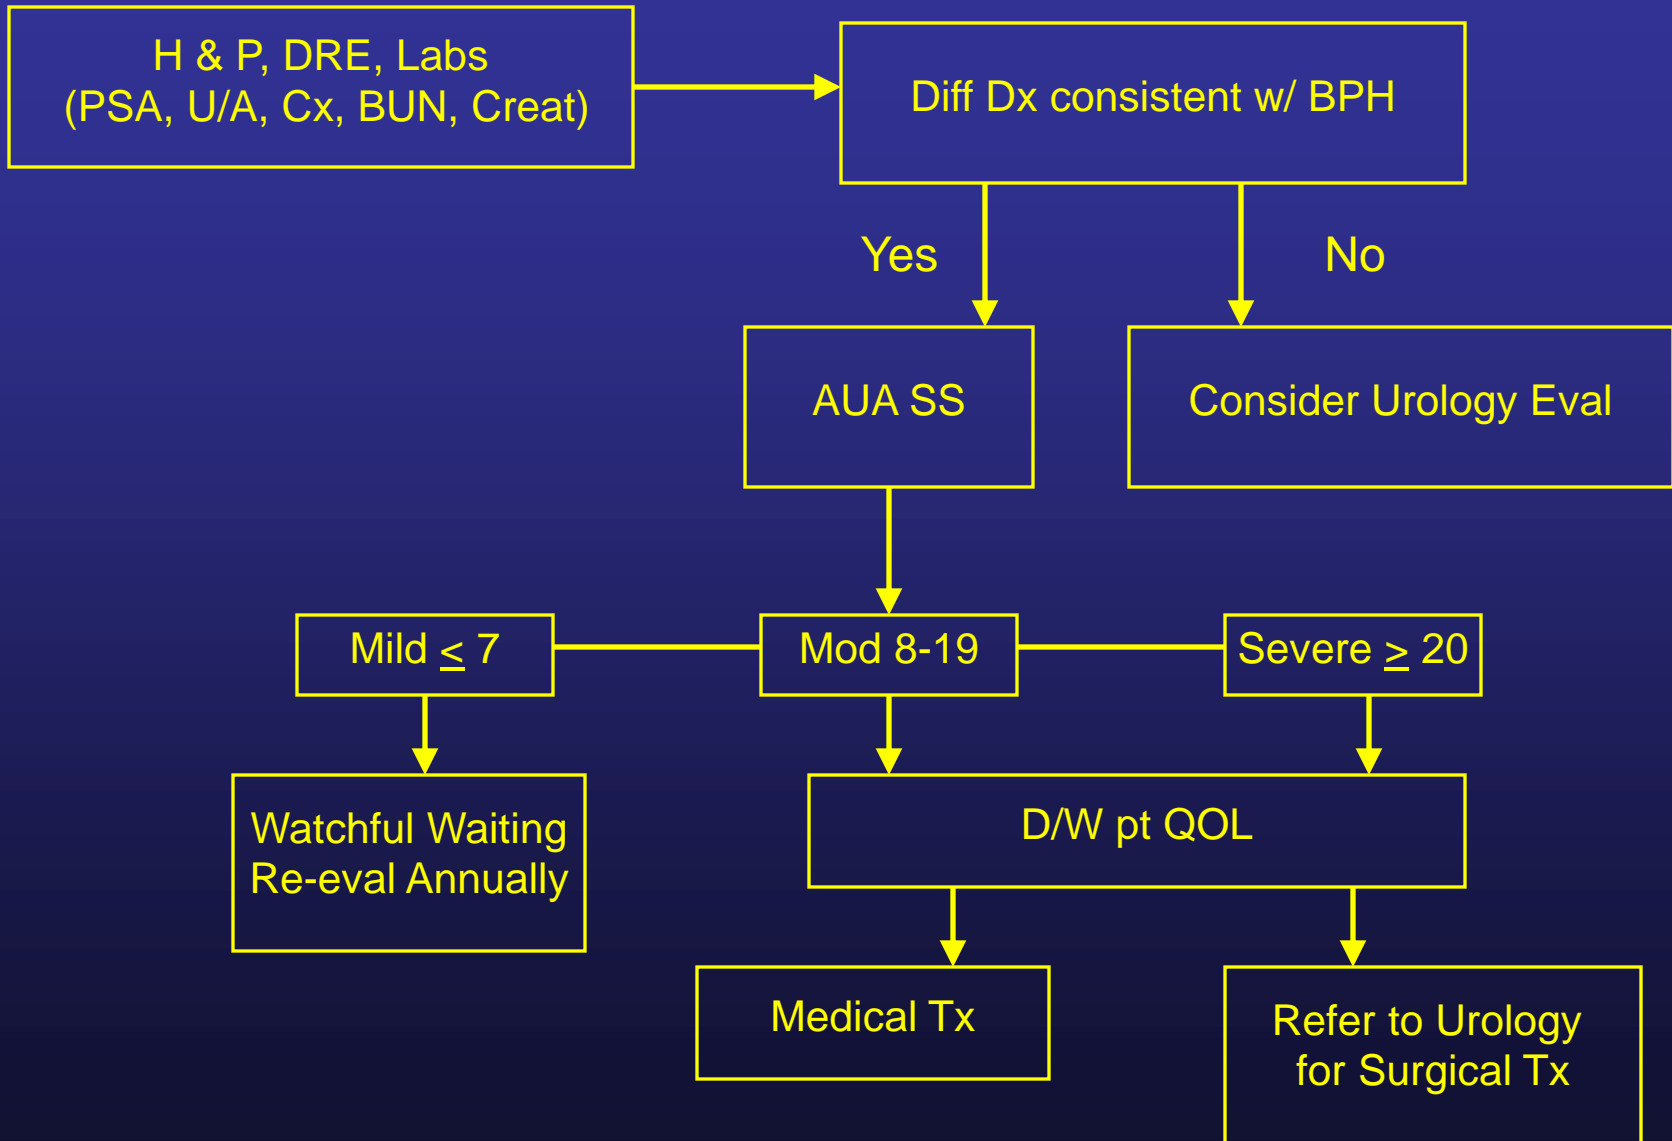 H & P, DRE, Labs
(PSA, U/A, Cx, BUN, Creat)
Diff Dx consistent w/ BPH
Yes
No
AUA SS
Consider Urology Eval
Mild ≤ 7
Mod 8-19
Severe ≥ 20
Watchful Waiting
Re-eval Annually
D/W pt QOL
Medical Tx
Refer to Urology
for Surgical Tx